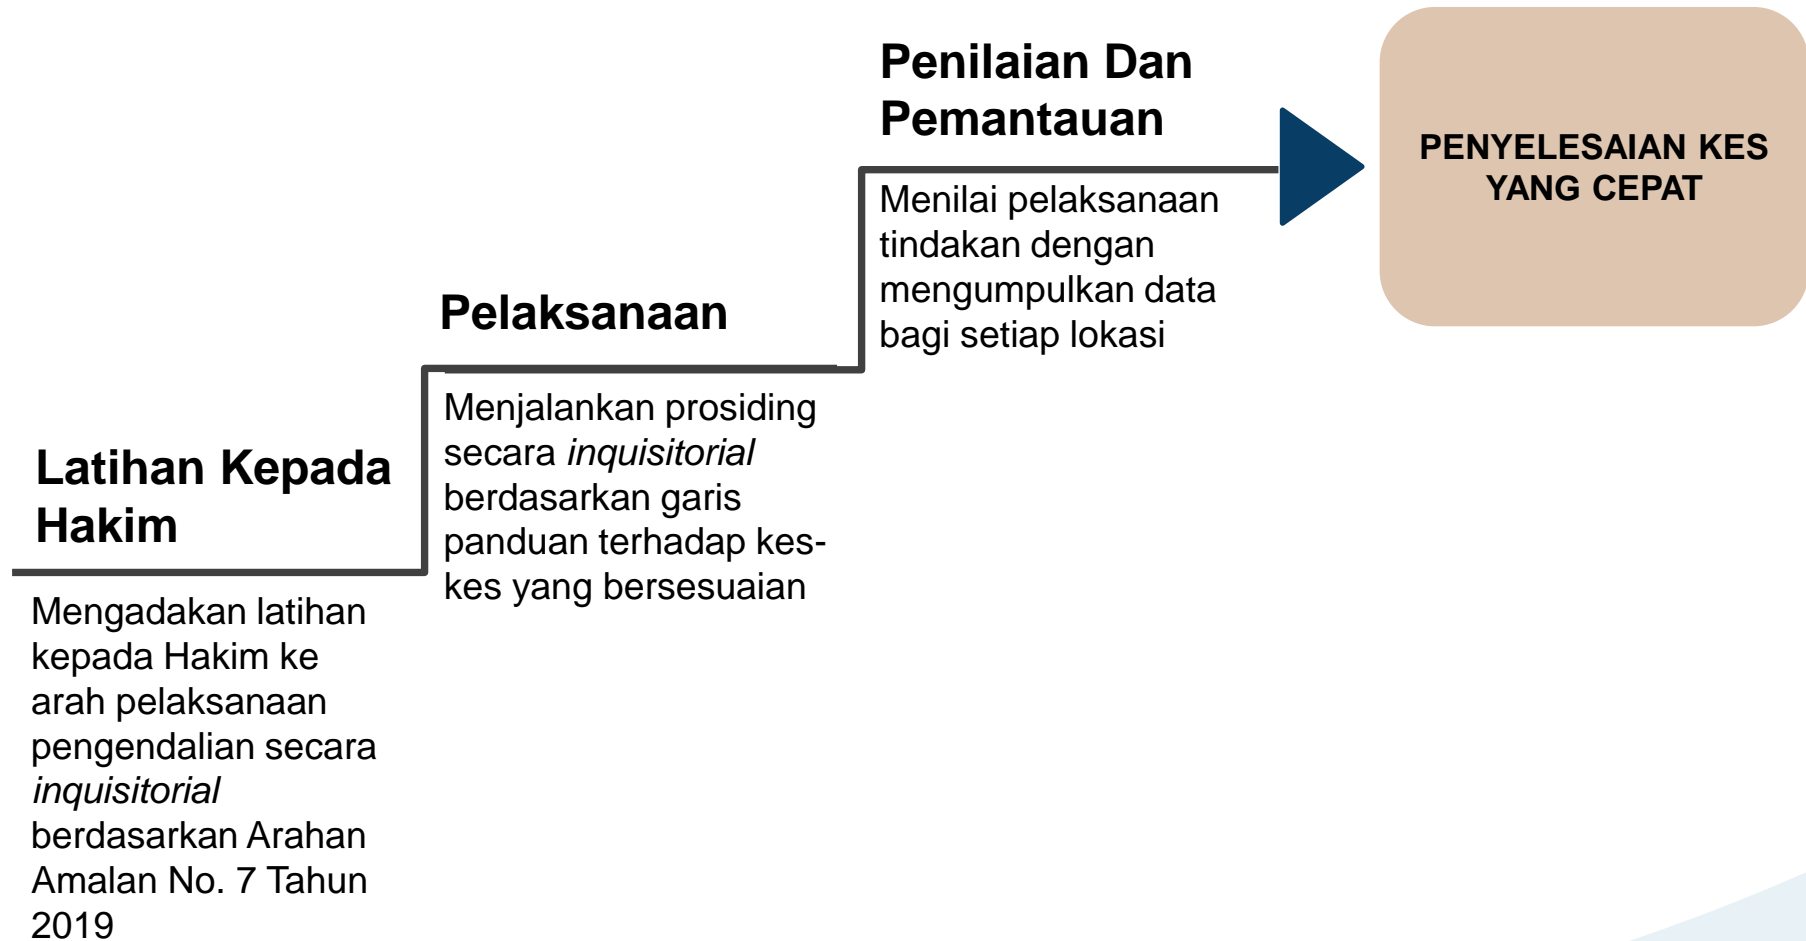 Latihan Kepada
Hakim
Mengadakan latihan
kepada Hakim ke
arah pelaksanaan
pengendalian secara
inquisitorial
berdasarkan Arahan
Amalan No. 7 Tahun
2019
Pelaksanaan
Menjalankan prosiding
secara inquisitorial
berdasarkan garis
panduan terhadap kes-
kes yang bersesuaian
Penilaian Dan
Pemantauan
Menilai pelaksanaan
tindakan dengan
mengumpulkan data
bagi setiap lokasi
PENYELESAIAN KES
YANG CEPAT